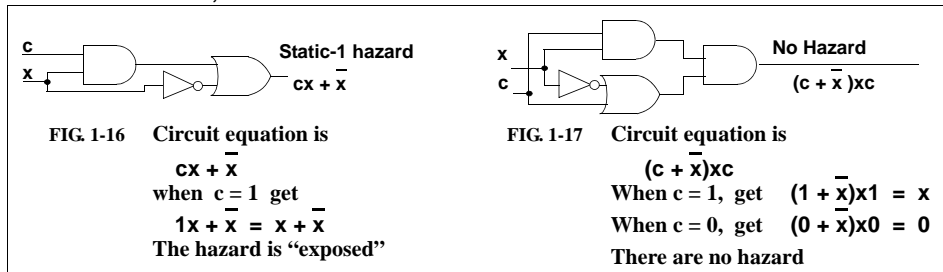 c
x
Static-1 hazard
cx + x̅
FIG. 1-16 Circuit equation is
cx + x̅
when c = 1 get
1x + x̅ = x + x̅
The hazard is “exposed”
x
c
No Hazard
(c + x̅ )xc
FIG. 1-17 Circuit equation is
(c + x̅)xc
When c = 1, get (1 + x̅)x1 = x
When c = 0, get (0 + x̅)x0 = 0
There are no hazard